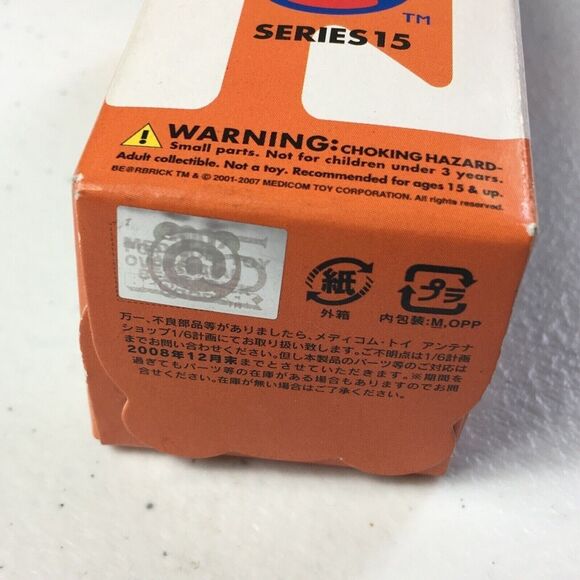 TM
SERIES 15
WARNING: CHOKING HAZARD-
Small parts. Not for children under 3 years.
Adult collectible. Not a toy. Recommended for ages 15 & up.
BE@RBRICK TM & © 2001-2007 MEDICOM TOY CORPORATION. All rights reserved.
紙
外箱
プラ
内包装:M,OPP
万一、不良部品等がありましたら、メディコム・トイ アンテナ
ショップ1/6計画にてお取り扱い致します。ご不明点は1/6計画
までお問い合わせください。但し本製品のパーツ等のご対応は
2008年12月末までとさせていただきます。※期間を
過ぎてもパーツ等の在庫がある場合もありますのでお問
合せください。在庫が無い場合はご了承ください。